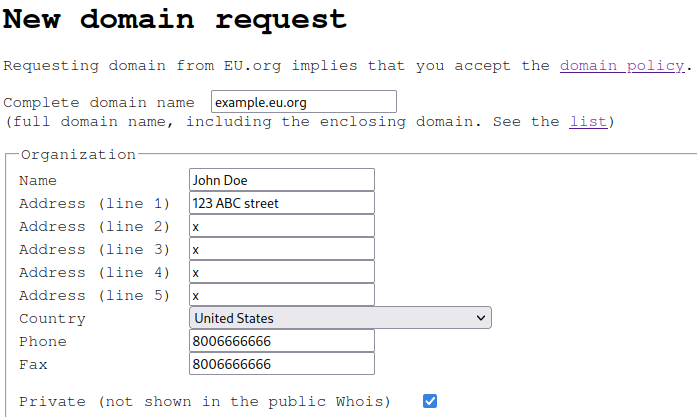 New domain request
Requesting domain from EU.org implies that you accept the domain policy.
Complete domain name example.eu.org
(full domain name, including the enclosing domain. See the list)
Organization
Name John Doe
Address (line 1) 123 ABC street
Address (line 2) x
Address (line 3) x
Address (line 4) x
Address (line 5) x
Country United States
Phone 8006666666
Fax 8006666666
Private (not shown in the public Whois)